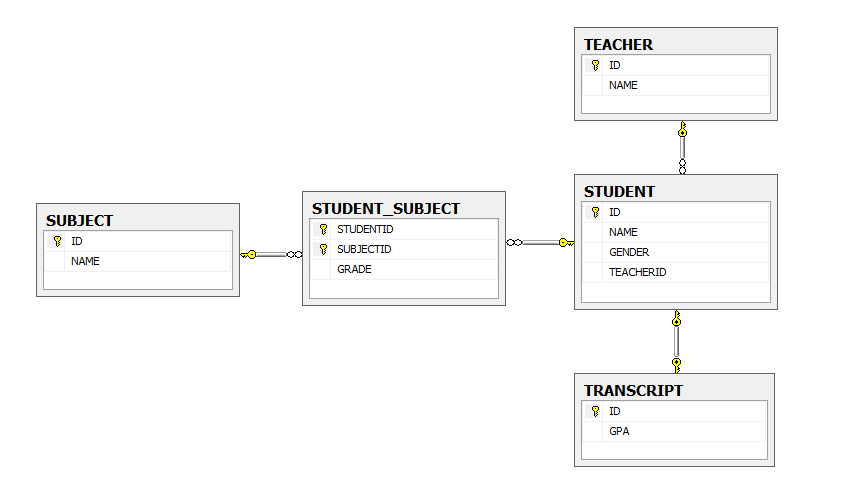 TEACHER
ID
NAME
SUBJECT
ID
NAME
STUDENT_SUBJECT
STUDENTID
SUBJECTID
GRADE
STUDENT
ID
NAME
GENDER
TEACHERID
TRANSCRIPT
ID
GPA